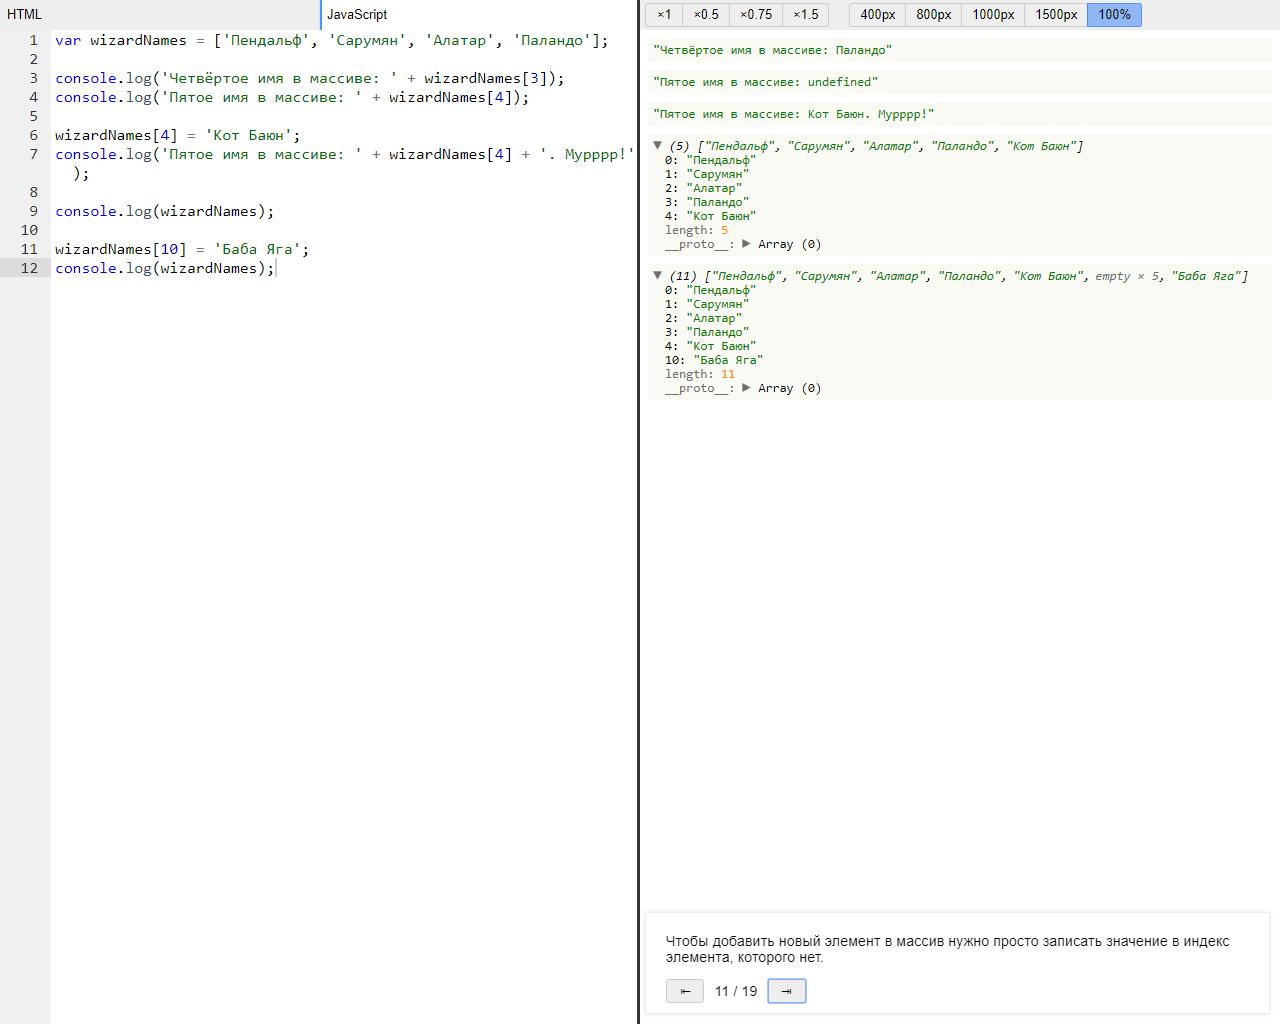 HTML
JavaScript
1 var wizardNames = ['Пендальф', 'Сарумян', 'Алатар', 'Паландо'];
2
3 console.log('Четвёртое имя в массиве: ' + wizardNames[3]);
4 console.log('Пятое имя в массиве: ' + wizardNames[4]);
5
6 wizardNames[4] = 'Кот Баюн';
7 console.log('Пятое имя в массиве: ' + wizardNames[4] + '. Мурррр!'
);
8
9 console.log(wizardNames);
10
11 wizardNames[10] = 'Баба Яга';
12 console.log(wizardNames);
×1 ×0.5 ×0.75 ×1.5 400px 800px 1000px 1500px 100%
"Четвёртое имя в массиве: Паландо"
"Пятое имя в массиве: undefined"
"Пятое имя в массиве: Кот Баюн. Мурррр!"
▼ (5) ["Пендальф", "Сарумян", "Алатар", "Паландо", "Кот Баюн"]
0: "Пендальф"
1: "Сарумян"
2: "Алатар"
3: "Паландо"
4: "Кот Баюн"
length: 5
__proto__: ▶ Array (0)
▼ (11) ["Пендальф", "Сарумян", "Алатар", "Паландо", "Кот Баюн", empty × 5, "Баба Яга"]
0: "Пендальф"
1: "Сарумян"
2: "Алатар"
3: "Паландо"
4: "Кот Баюн"
10: "Баба Яга"
length: 11
__proto__: ▶ Array (0)
Чтобы добавить новый элемент в массив нужно просто записать значение в индекс
элемента, которого нет.
⇤ 11 / 19 ⇥